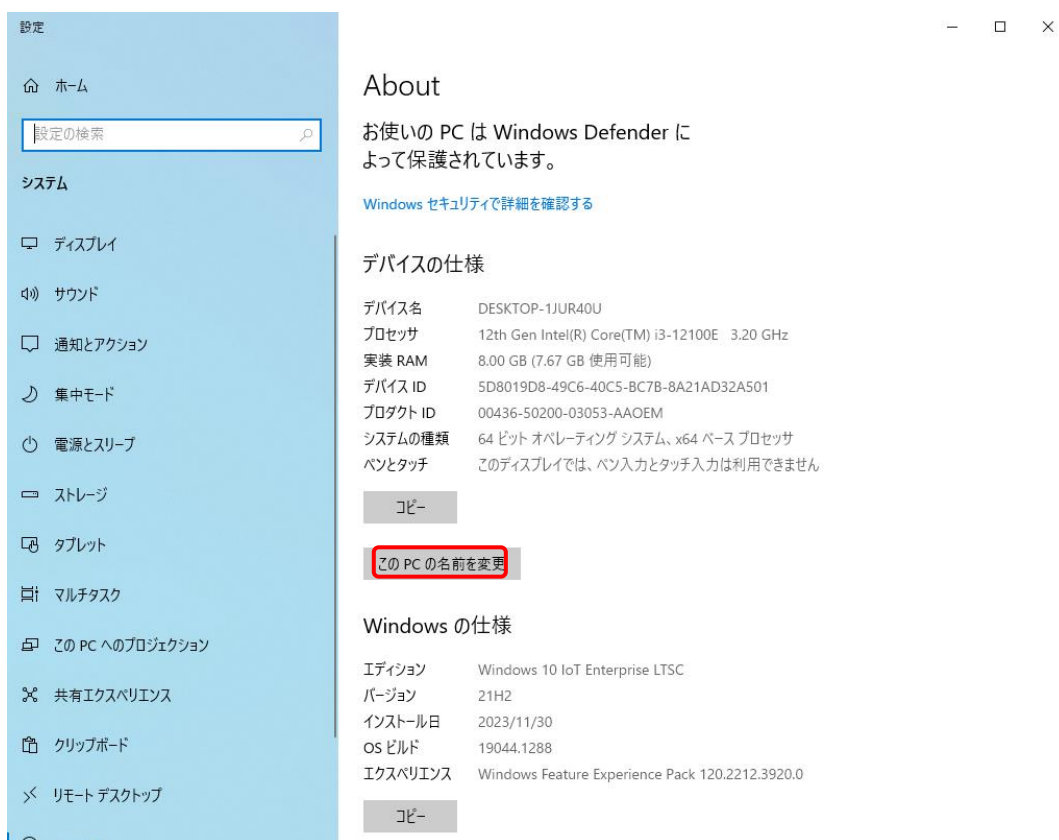 設定
ホーム
設定の検索
システム
ディスプレイ
サウンド
通知とアクション
集中モード
電源とスリープ
ストレージ
タブレット
マルチタスク
この PC へのプロジェクション
共有エクスペリエンス
クリップボード
リモート デスクトップ
About
お使いの PC は Windows Defender に
よって保護されています。
Windows セキュリティで詳細を確認する
デバイスの仕様
デバイス名 DESKTOP-1JUR40U
プロセッサ 12th Gen Intel(R) Core(TM) i3-12100E 3.20 GHz
実装 RAM 8.00 GB (7.67 GB 使用可能)
デバイス ID 5D8019D8-49C6-40C5-BC7B-8A21AD32A501
プロダクト ID 00436-50200-03053-AAOEM
システムの種類 64 ビット オペレーティング システム、x64 ベース プロセッサ
ペンとタッチ このディスプレイでは、ペン入力とタッチ入力は利用できません
コピー
この PC の名前を変更
Windows の仕様
エディション Windows 10 IoT Enterprise LTSC
バージョン 21H2
インストール日 2023/11/30
OS ビルド 19044.1288
エクスペリエンス Windows Feature Experience Pack 120.2212.3920.0
コピー